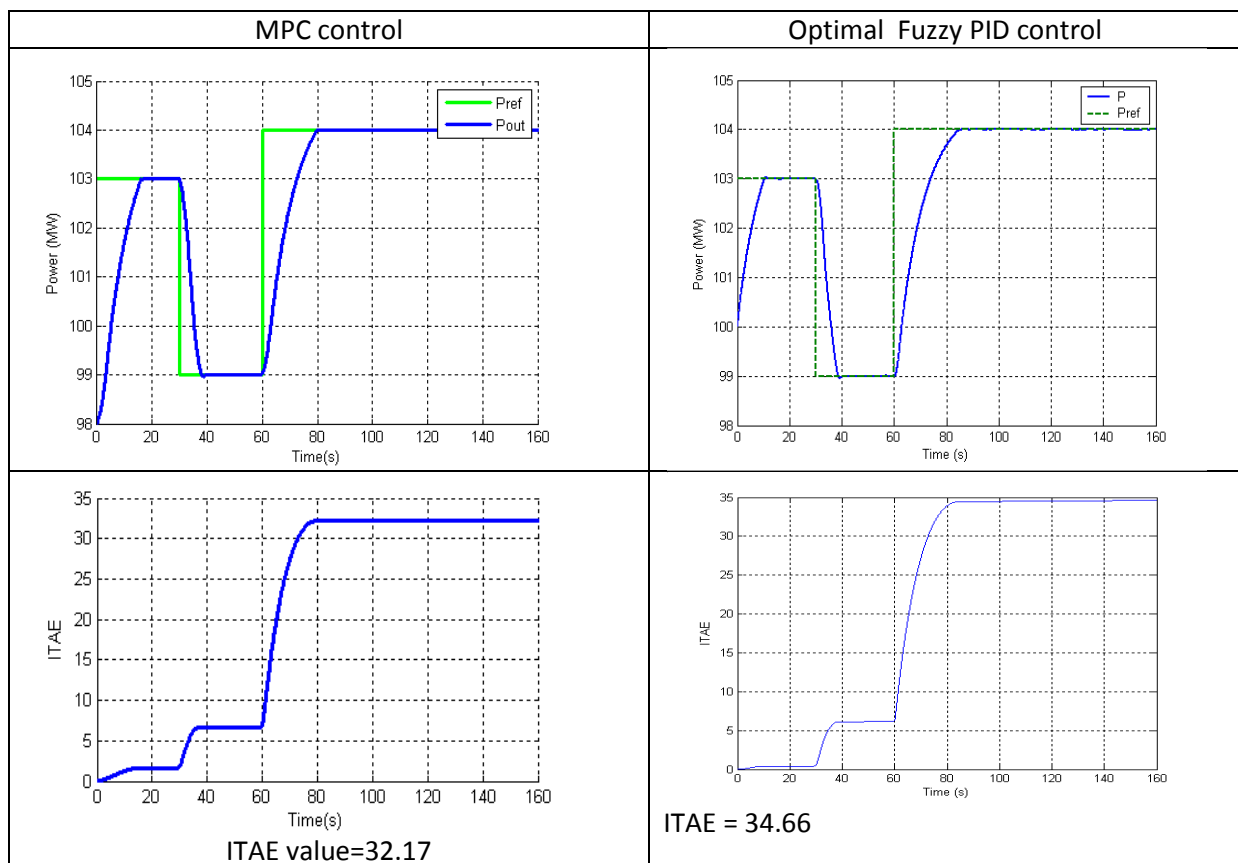 MPC control
Optimal Fuzzy PID control
105
104
103
102
101
100
99
98
Power (MW)
Pref
Pout
0 20 40 60 80 100 120 140 160
Time(s)
105
104
103
102
101
100
99
98
Power (MW)
P
Pref
0 20 40 60 80 100 120 140 160
Time (s)
35
30
25
20
15
10
5
0
ITAE
0 20 40 60 80 100 120 140 160
Time(s)
ITAE value=32.17
35
30
25
20
15
10
5
0
ITAE
0 20 40 60 80 100 120 140 160
Time (s)
ITAE = 34.66